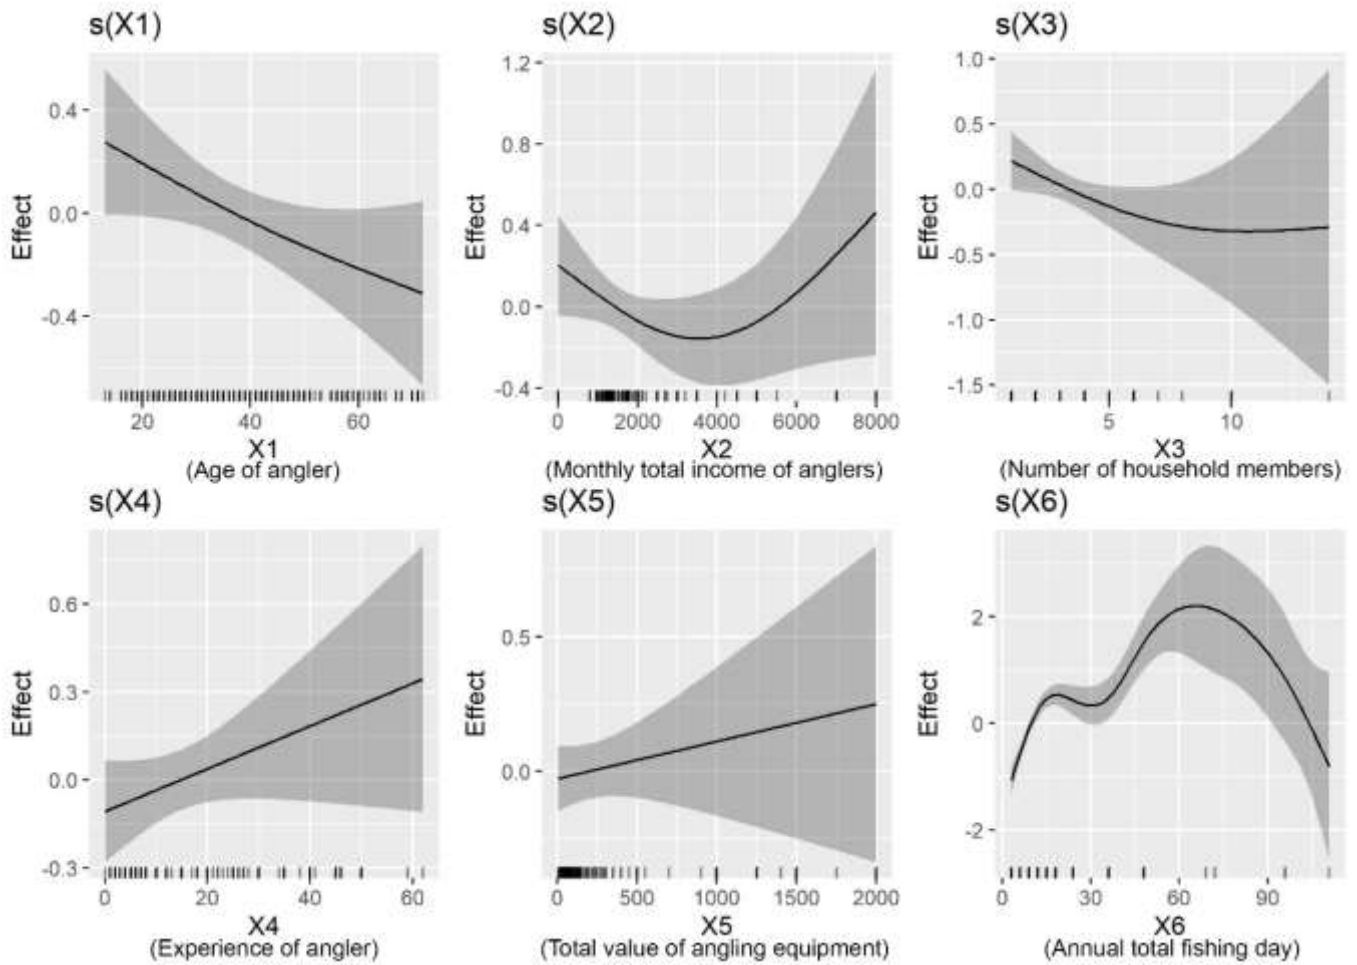 s(X1)
0.4
0.0
-0.4
Effect
20 40 60
X1
(Age of angler)
s(X2)
1.2
0.8
0.4
0.0
-0.4
Effect
0 2000 4000 6000 8000
X2
(Monthly total income of anglers)
s(X3)
1.0
0.5
0.0
-0.5
-1.0
-1.5
Effect
5 10
X3
(Number of household members)
s(X4)
0.6
0.3
0.0
-0.3
Effect
0 20 40 60
X4
(Experience of angler)
s(X5)
0.5
0.0
Effect
0 500 1000 1500 2000
X5
(Total value of angling equipment)
s(X6)
2
0
-2
Effect
0 30 60 90
X6
(Annual total fishing day)